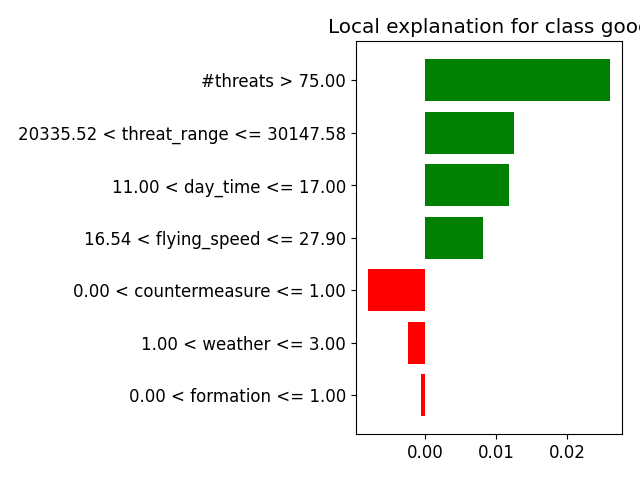 Local explanation for class good
#threats > 75.00
20335.52 < threat_range <= 30147.58
11.00 < day_time <= 17.00
16.54 < flying_speed <= 27.90
0.00 < countermeasure <= 1.00
1.00 < weather <= 3.00
0.00 < formation <= 1.00
0.00 0.01 0.02